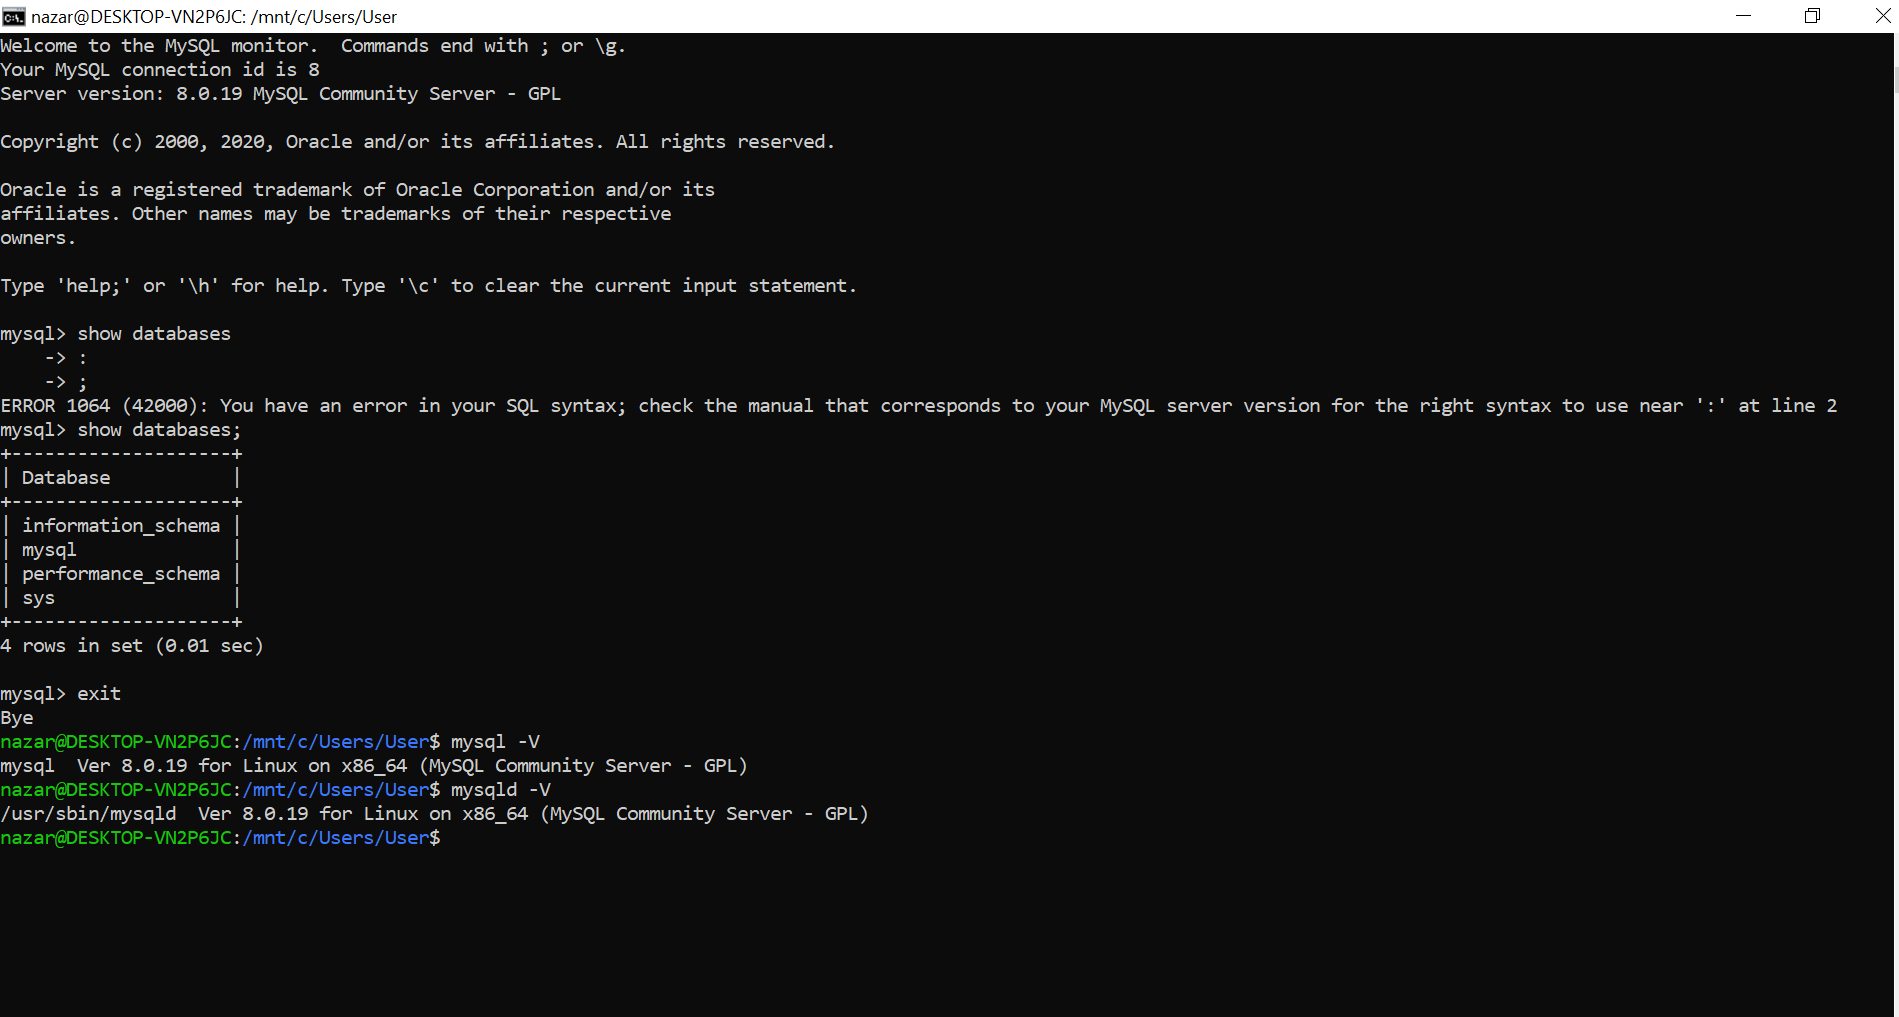 nazar@DESKTOP-VN2P6JC: /mnt/c/Users/User
Welcome to the MySQL monitor.  Commands end with ; or \g.
Your MySQL connection id is 8
Server version: 8.0.19 MySQL Community Server - GPL

Copyright (c) 2000, 2020, Oracle and/or its affiliates. All rights reserved.

Oracle is a registered trademark of Oracle Corporation and/or its
affiliates. Other names may be trademarks of their respective
owners.

Type 'help;' or '\h' for help. Type '\c' to clear the current input statement.

mysql> show databases
    -> :
    -> ;
ERROR 1064 (42000): You have an error in your SQL syntax; check the manual that corresponds to your MySQL server version for the right syntax to use near ':' at line 2
mysql> show databases;
+--------------------+
| Database           |
+--------------------+
| information_schema |
| mysql              |
| performance_schema |
| sys                |
+--------------------+
4 rows in set (0.01 sec)

mysql> exit
Bye
nazar@DESKTOP-VN2P6JC:/mnt/c/Users/User$ mysql -V
mysql  Ver 8.0.19 for Linux on x86_64 (MySQL Community Server - GPL)
nazar@DESKTOP-VN2P6JC:/mnt/c/Users/User$ mysqld -V
/usr/sbin/mysqld  Ver 8.0.19 for Linux on x86_64 (MySQL Community Server - GPL)
nazar@DESKTOP-VN2P6JC:/mnt/c/Users/User$